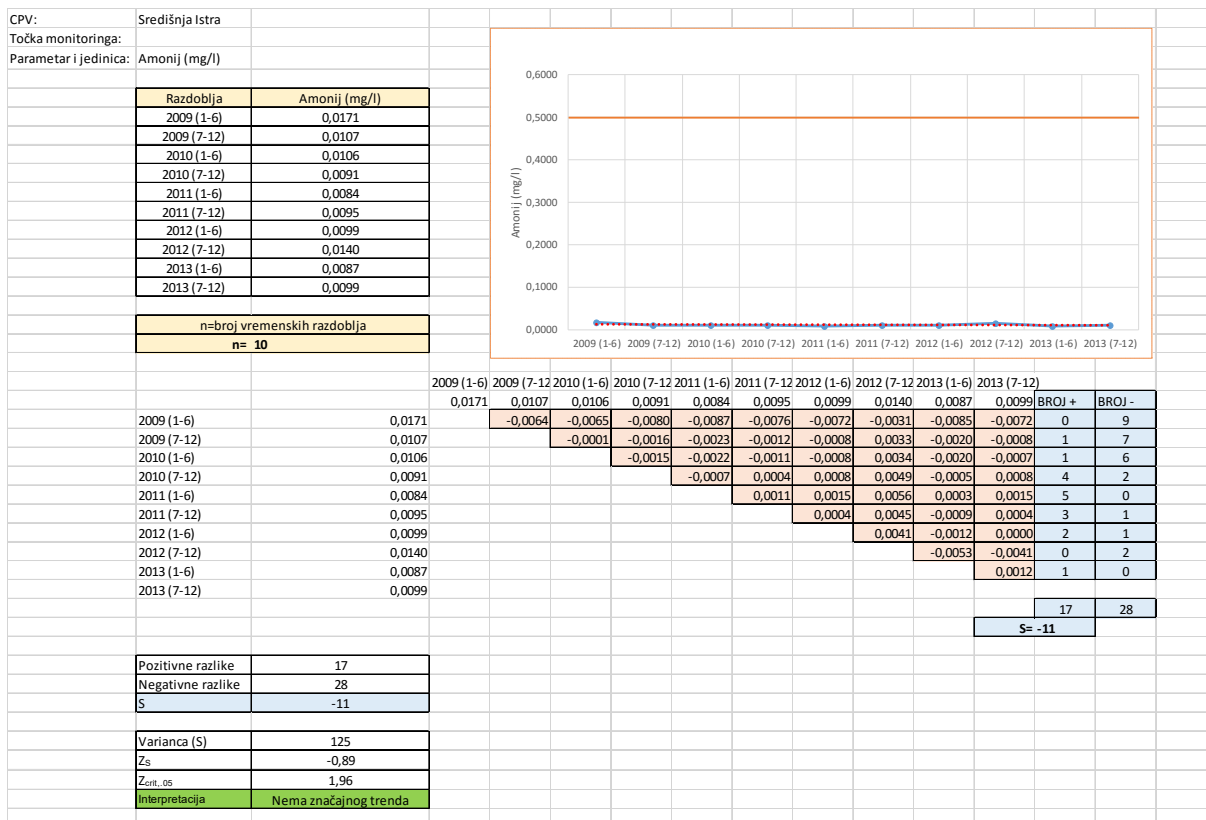 CPV: Središnja Istra
Točka monitoringa:
Parametar i jedinica: Amonij (mg/l)
Razdoblja Amonij (mg/l)
2009 (1-6) 0,0171
2009 (7-12) 0,0107
2010 (1-6) 0,0106
2010 (7-12) 0,0091
2011 (1-6) 0,0084
2011 (7-12) 0,0095
2012 (1-6) 0,0099
2012 (7-12) 0,0140
2013 (1-6) 0,0087
2013 (7-12) 0,0099
n=broj vremenskih razdoblja
n= 10
Amonij (mg/l)
0,6000
0,5000
0,4000
0,3000
0,2000
0,1000
0,0000
2009 (1-6) 2009 (7-12) 2010 (1-6) 2010 (7-12) 2011 (1-6) 2011 (7-12) 2012 (1-6) 2012 (7-12) 2013 (1-6) 2013 (7-12)
2009 (1-6) 2009 (7-12 2010 (1-6) 2010 (7-12 2011 (1-6) 2011 (7-12 2012 (1-6) 2012 (7-12 2013 (1-6) 2013 (7-12)
0,0171 0,0107 0,0106 0,0091 0,0084 0,0095 0,0099 0,0140 0,0087 0,0099 BROJ + BROJ -
2009 (1-6) 0,0171 -0,0064 -0,0065 -0,0080 -0,0087 -0,0076 -0,0072 -0,0031 -0,0085 -0,0072 0 9
2009 (7-12) 0,0107 -0,0001 -0,0016 -0,0023 -0,0012 -0,0008 0,0033 -0,0020 -0,0008 1 7
2010 (1-6) 0,0106 -0,0015 -0,0022 -0,0011 -0,0008 0,0034 -0,0020 -0,0007 1 6
2010 (7-12) 0,0091 -0,0007 0,0004 0,0008 0,0049 -0,0005 0,0008 4 2
2011 (1-6) 0,0084 0,0011 0,0015 0,0056 0,0003 0,0015 5 0
2011 (7-12) 0,0095 0,0004 0,0045 -0,0009 0,0004 3 1
2012 (1-6) 0,0099 0,0041 -0,0012 0,0000 2 1
2012 (7-12) 0,0140 -0,0053 -0,0041 0 2
2013 (1-6) 0,0087 0,0012 1 0
2013 (7-12) 0,0099
17 28
S= -11
Pozitivne razlike 17
Negativne razlike 28
S -11
Varianca (S) 125
Zs -0,89
Zcrit,.05 1,96
Interpretacija Nema značajnog trenda